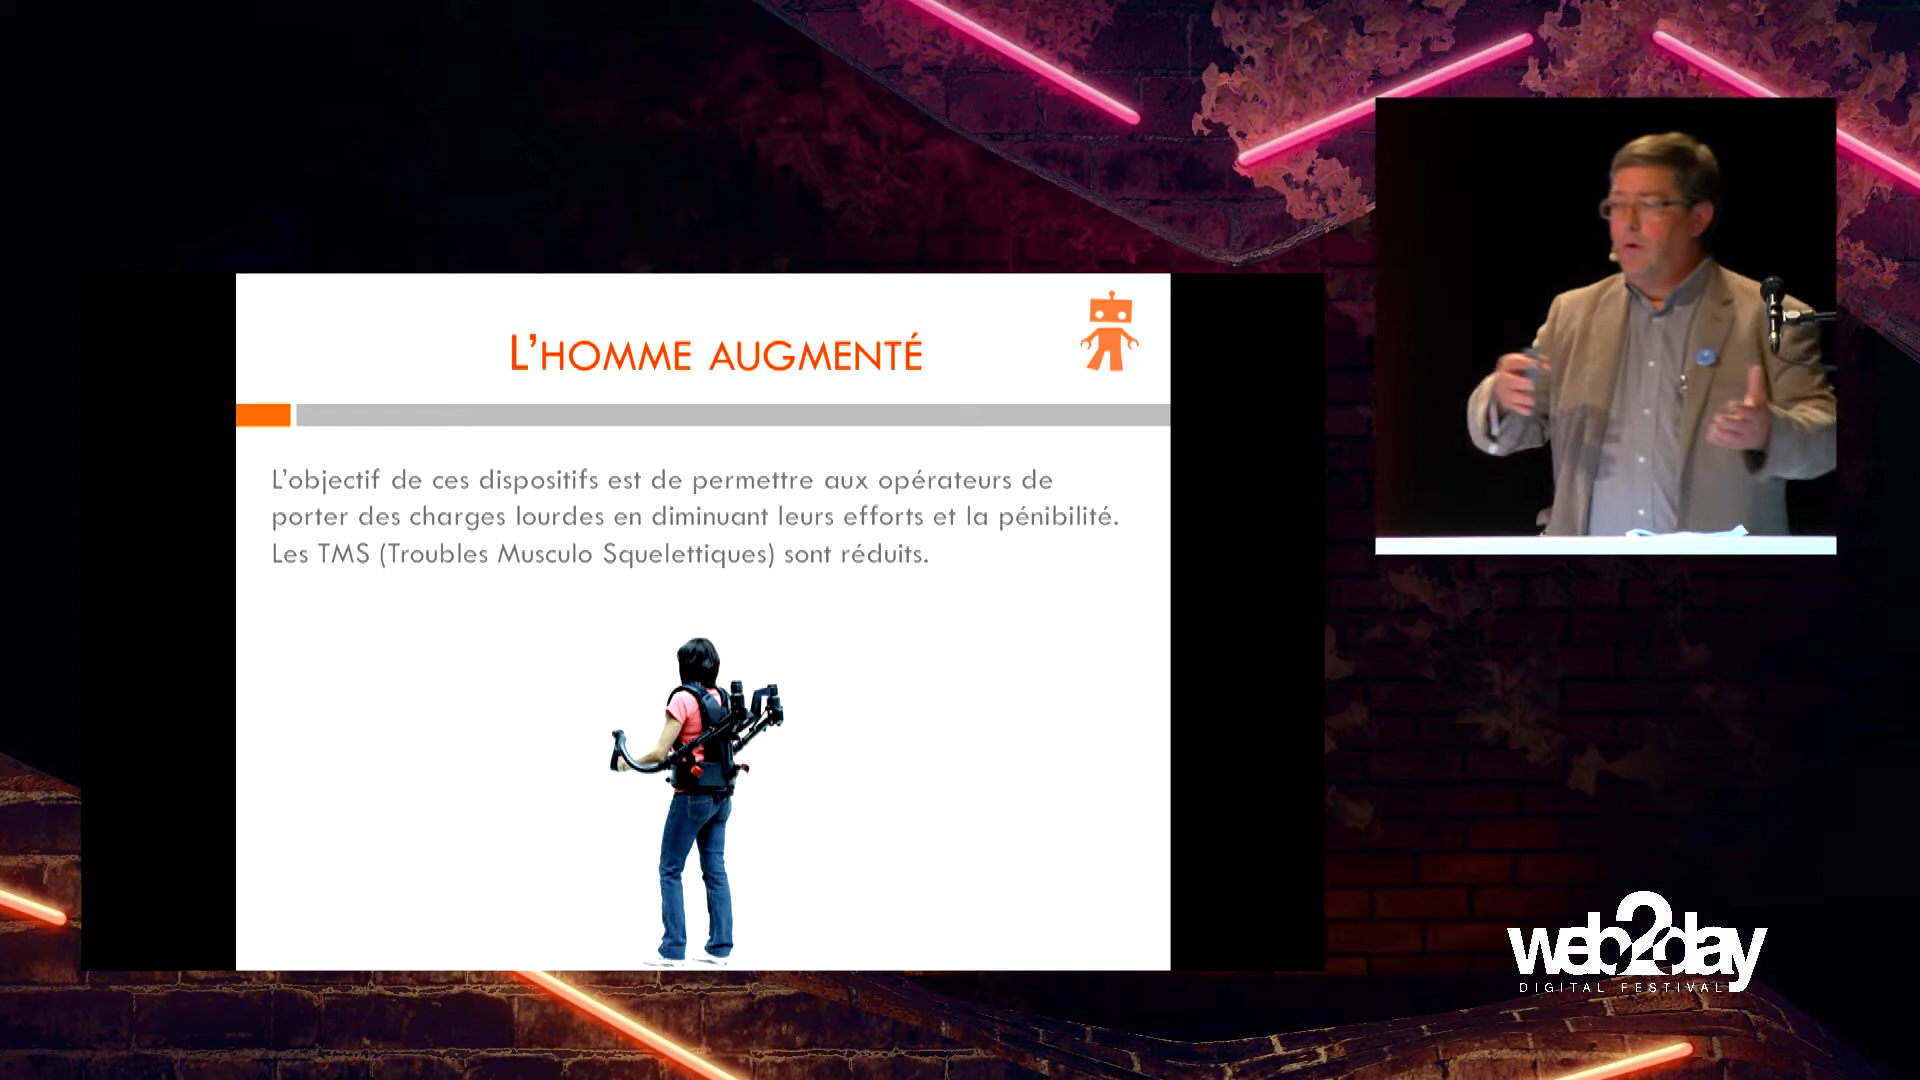 L'HOMME AUGMENTÉ
L'objectif de ces dispositifs est de permettre aux opérateurs de
porter des charges lourdes en diminuant leurs efforts et la pénibilité.
Les TMS (Troubles Musculo Squelettiques) sont réduits.
web2day
DIGITAL FESTIVAL